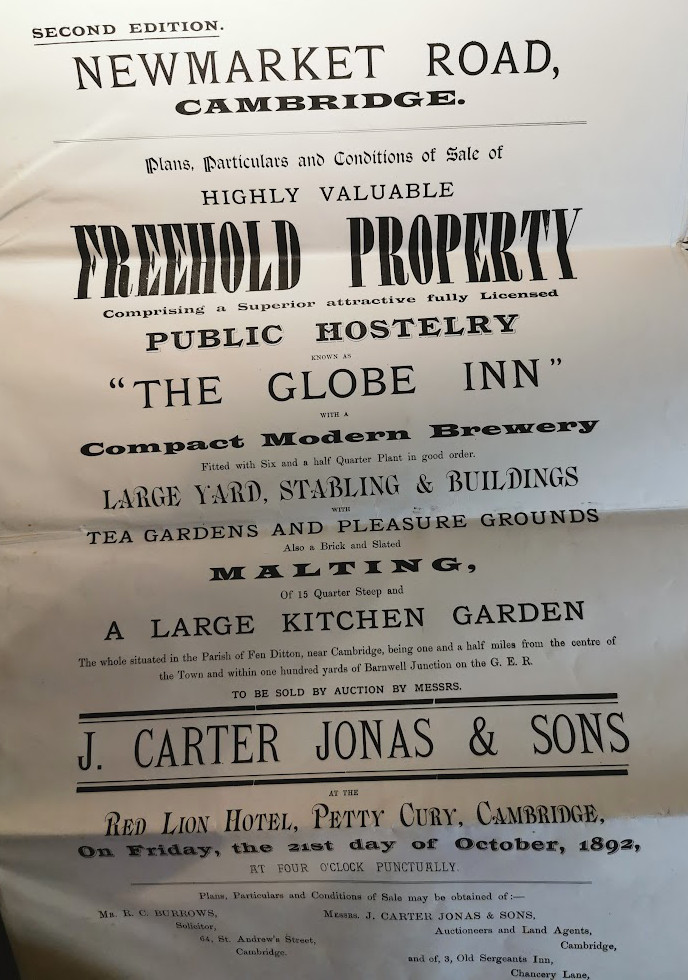 SECOND EDITION.
NEWMARKET ROAD,
CAMBRIDGE.
Plans, Particulars and Conditions of Sale of
HIGHLY VALUABLE
FREEHOLD PROPERTY
Comprising a Superior attractive fully Licensed
PUBLIC HOSTELRY
KNOWN AS
"THE GLOBE INN"
WITH A
Compact Modern Brewery
Fitted with Six and a half Quarter Plant in good order.
LARGE YARD, STABLING & BUILDINGS
WITH
TEA GARDENS AND PLEASURE GROUNDS
Also a Brick and Slated
MALTING,
Of 15 Quarter Steep and
A LARGE KITCHEN GARDEN
The whole situated in the Parish of Fen Ditton, near Cambridge, being one and a half miles from the centre of
the Town and within one hundred yards of Barnwell Junction on the G. E. R.
TO BE SOLD BY AUCTION BY MESSRS.
J. CARTER JONAS & SONS
AT THE
RED LION HOTEL, PETTY CURY, CAMBRIDGE,
On Friday, the 21st day of October, 1892,
AT FOUR O'CLOCK PUNCTUALLY.
Plans, Particulars and Conditions of Sale may be obtained of:—
MR. R. C. BURROWS,
Solicitor,
64, St. Andrew's Street,
Cambridge.
MESSRS. J. CARTER JONAS & SONS,
Auctioneers and Land Agents,
Cambridge,
and of, 3, Old Sergeants Inn,
Chancery Lane,